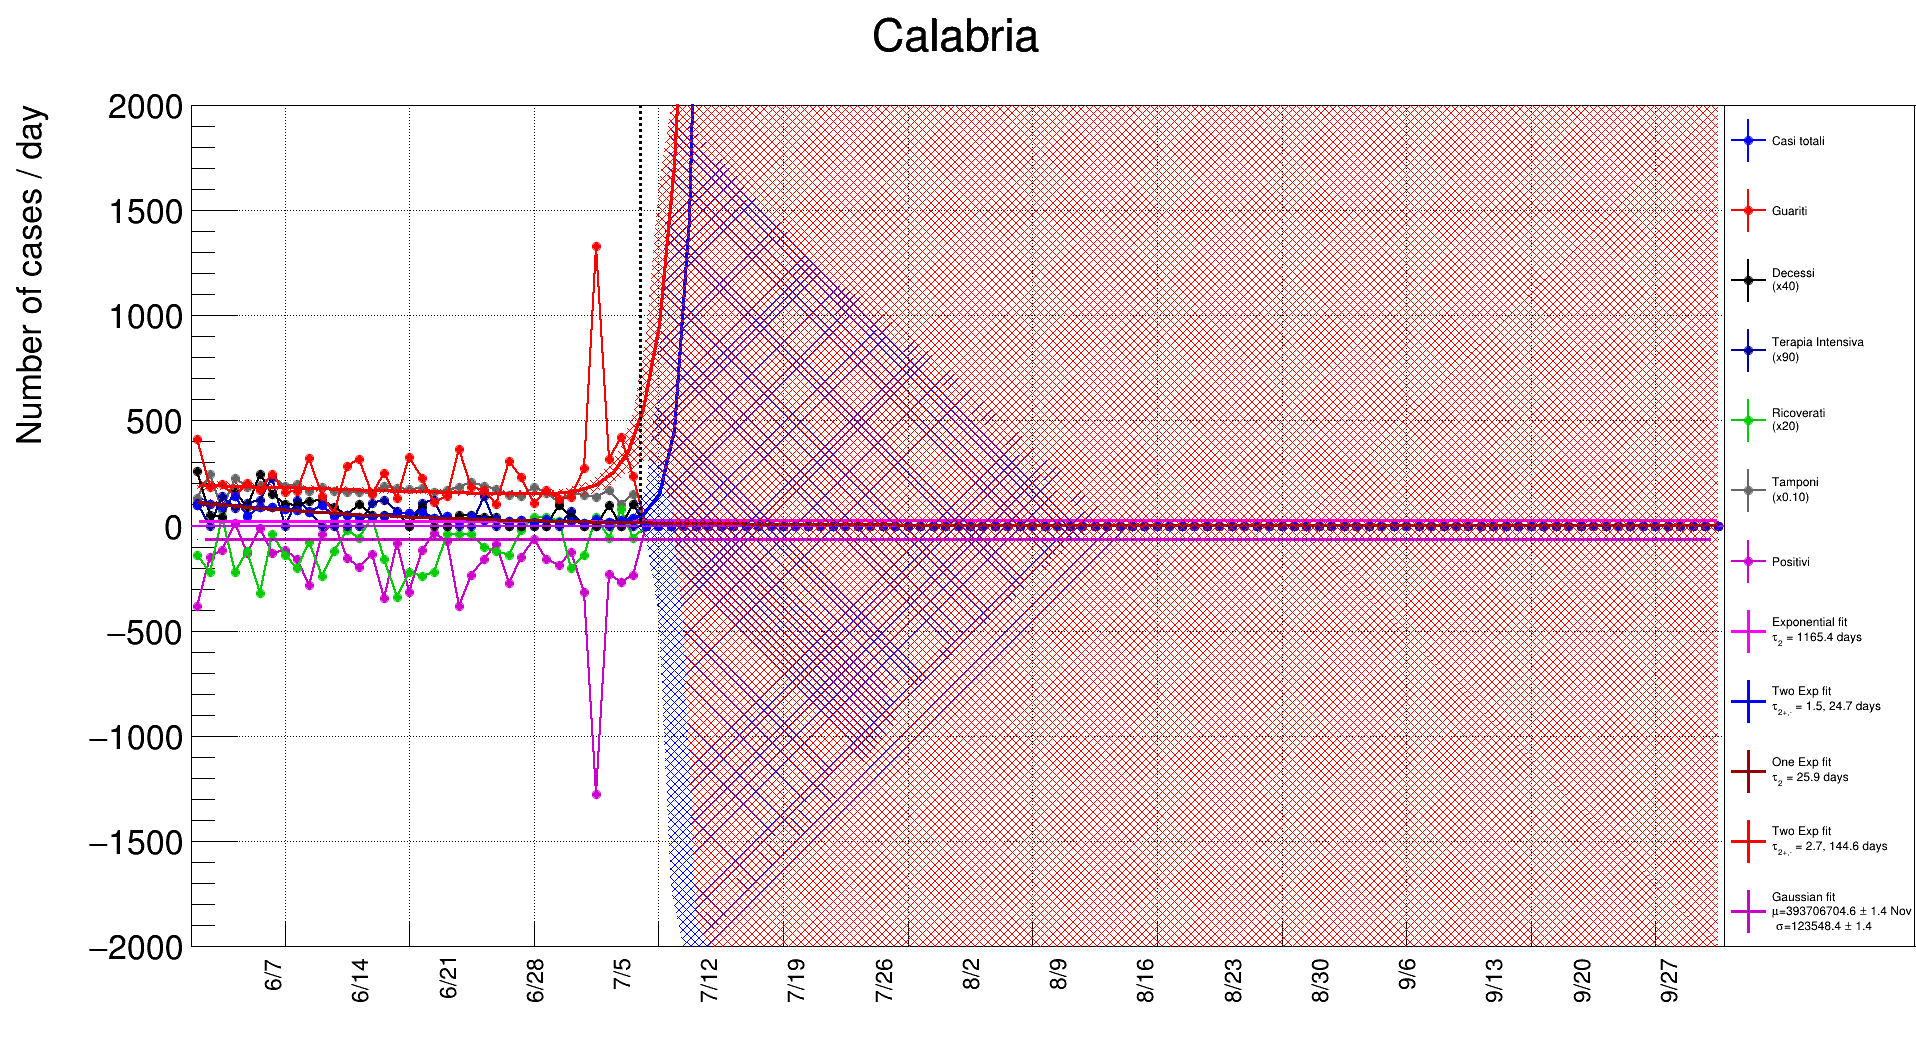 Calabria
Number of cases / day
2000
1500
1000
500
0
−500
−1000
−1500
−2000
6/7
6/14
6/21
6/28
7/5
7/12
7/19
7/26
8/2
8/9
8/16
8/23
8/30
9/6
9/13
9/20
9/27
Casi totali
Guariti
Decessi
(x40)
Terapia Intensiva
(x90)
Ricoverati
(x20)
Tamponi
(x0.10)
Positivi
Exponential fit
τ2 = 1165.4 days
Two Exp fit
τ2+,- = 1.5, 24.7 days
One Exp fit
τ2 = 25.9 days
Two Exp fit
τ2+,- = 2.7, 144.6 days
Gaussian fit
μ=393706704.6 ± 1.4 Nov
σ=123548.4 ± 1.4